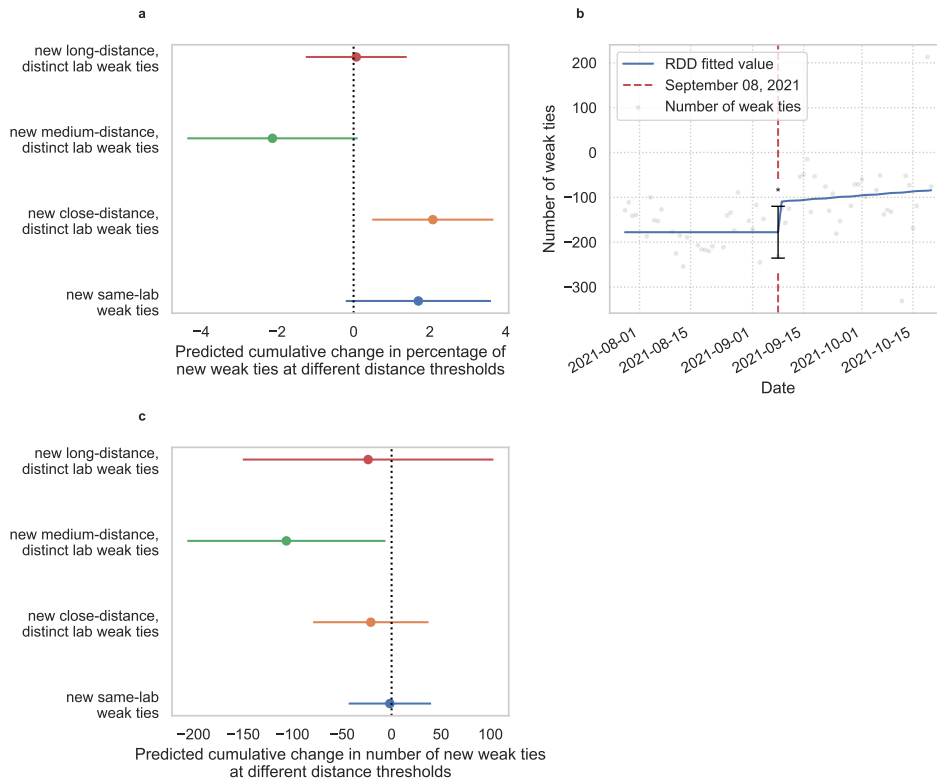 a
new long-distance,
distinct lab weak ties
new medium-distance,
distinct lab weak ties
new close-distance,
distinct lab weak ties
new same-lab
weak ties
−4
−2
0
2
4
Predicted cumulative change in percentage of
new weak ties at different distance thresholds
b
RDD fitted value
September 08, 2021
Number of weak ties
*
Number of weak ties
200
100
0
−100
−200
−300
2021-08-01
2021-08-15
2021-09-01
2021-09-15
2021-10-01
2021-10-15
Date
c
new long-distance,
distinct lab weak ties
new medium-distance,
distinct lab weak ties
new close-distance,
distinct lab weak ties
new same-lab
weak ties
−200
−150
−100
−50
0
50
100
Predicted cumulative change in number of new weak ties
at different distance thresholds